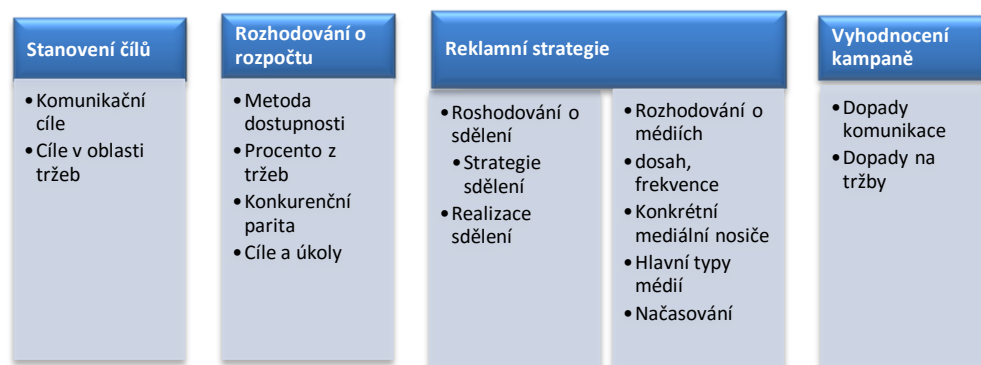 Stanovení čílů
• Komunikační
cíle
• Cíle v oblasti
tržeb
Rozhodování o
rozpočtu
• Metoda
dostupnosti
• Procento z
tržeb
• Konkurenční
parita
• Cíle a úkoly
Reklamní strategie
• Roshodování o
sdělení
• Strategie
sdělení
• Realizace
sdělení
• Rozhodování o
médiích
• dosah,
frekvence
• Konkrétní
mediální nosiče
• Hlavní typy
médií
• Načasování
Vyhodnocení
kampaně
• Dopady
komunikace
• Dopady na
tržby